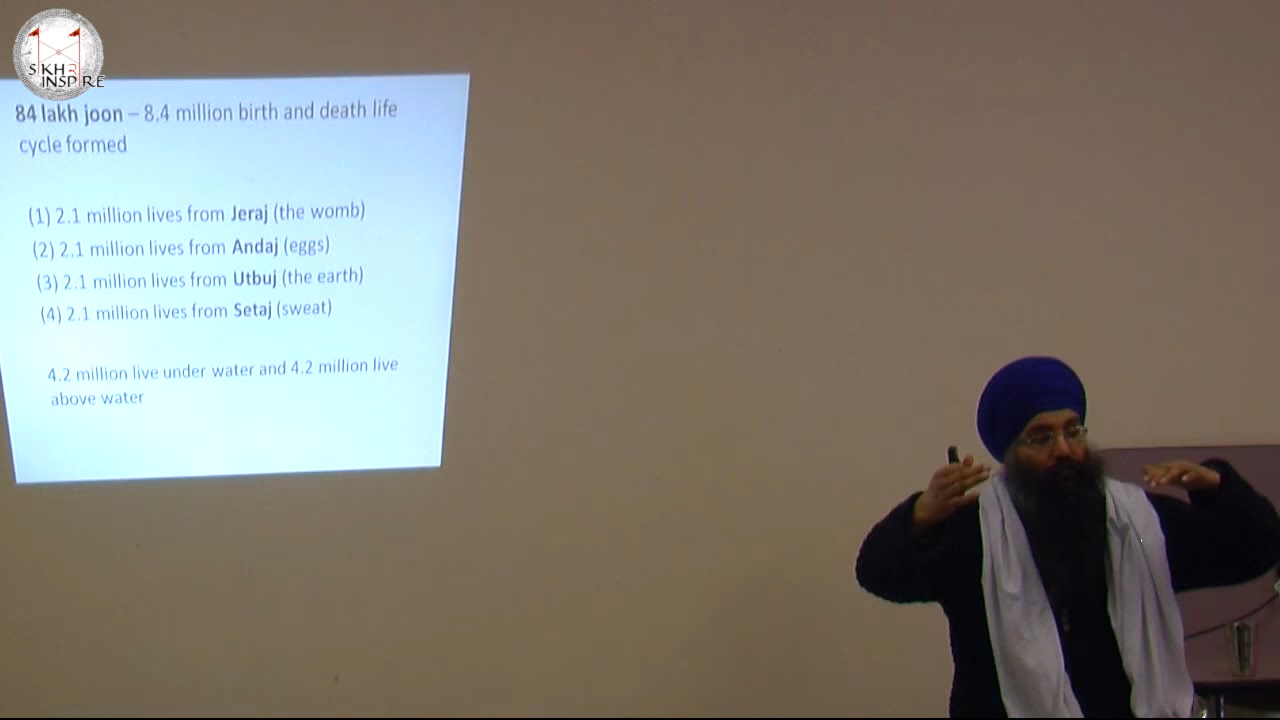 SIKH2
INSPIRE
84 lakh joon – 8.4 million birth and death life
cycle formed
(1) 2.1 million lives from Jeraj (the womb)
(2) 2.1 million lives from Andaj (eggs)
(3) 2.1 million lives from Utbuj (the earth)
(4) 2.1 million lives from Setaj (sweat)
4.2 million live under water and 4.2 million live
above water